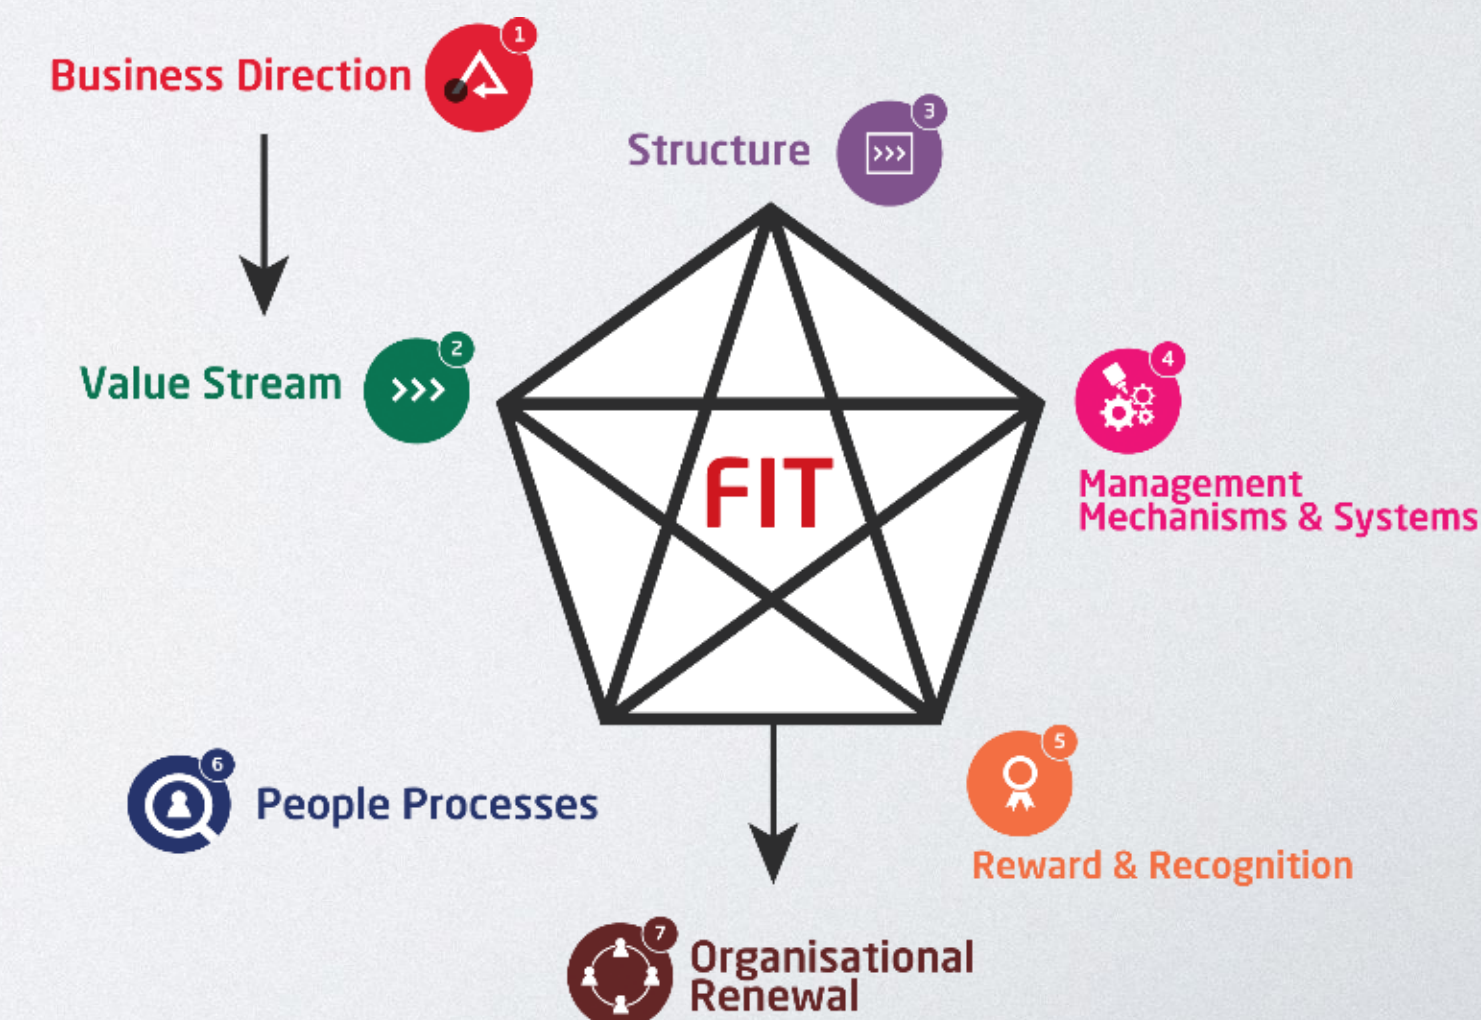 1
Business Direction
3
Structure
2
Value Stream
>>>
4
Management
Mechanisms & Systems
FIT
5
Reward & Recognition
6
People Processes
7
Organisational
Renewal